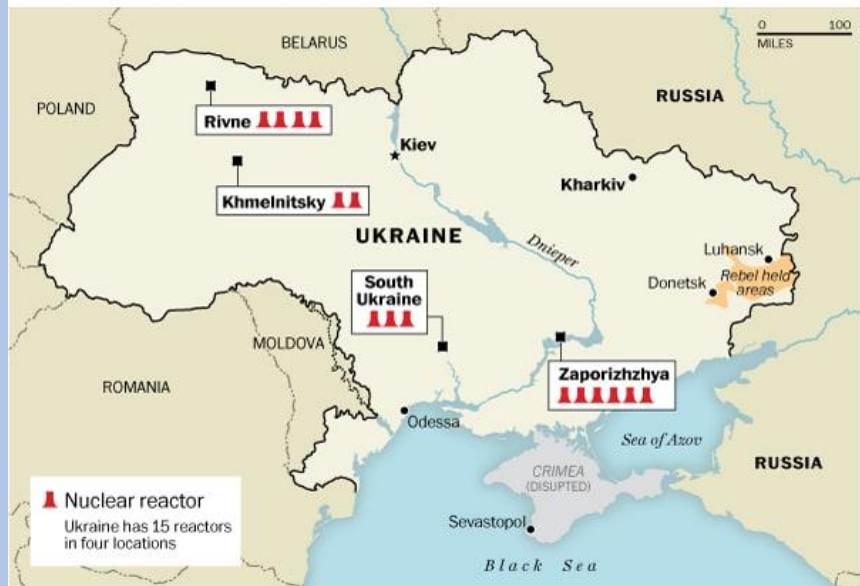 BELARUS
0 100
MILES
POLAND
RUSSIA
Rivne
Kiev
Kharkiv
Khmelnitsky
UKRAINE
Dnieper
Luhansk
Rebel held
areas
Donetsk
South
Ukraine
MOLDOVA
Zaporizhzhya
ROMANIA
Odessa
Sea of Azov
RUSSIA
CRIMEA
(DISUPTED)
Nuclear reactor
Ukraine has 15 reactors
in four locations
Sevastopol
Black Sea